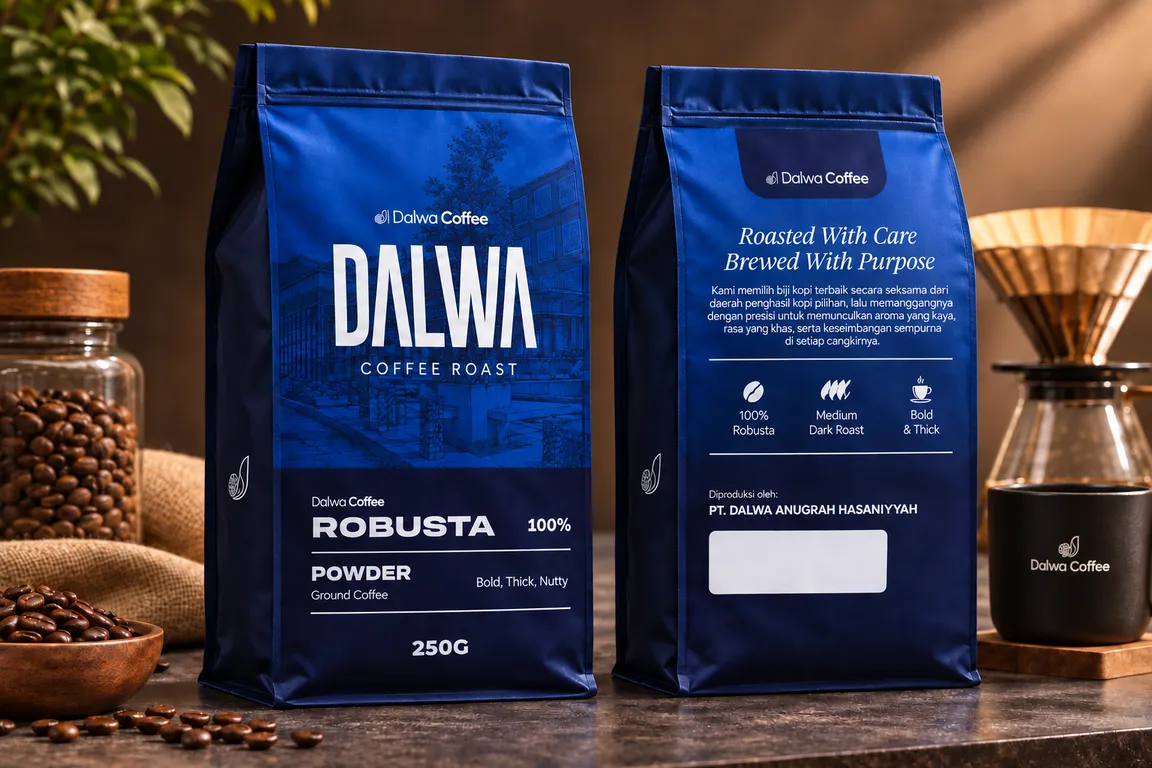 Dalwa Coffee
DALWA
COFFEE ROAST
Dalwa Coffee
ROBUSTA 100%
POWDER
Ground Coffee
Bold, Thick, Nutty
250G
Dalwa Coffee
Roasted With Care
Brewed With Purpose
Kami memilih biji kopi terbaik secara seksama dari
daerah penghasil kopi pilihan, lalu memanggangnya
dengan presisi untuk memunculkan aroma yang kaya,
rasa yang khas, serta keseimbangan sempurna
di setiap cangkirnya.
100%
Robusta
Medium
Dark Roast
Bold
& Thick
Diproduksi oleh:
PT. DALWA ANUGRAH HASANIYYAH
Dalwa Coffee